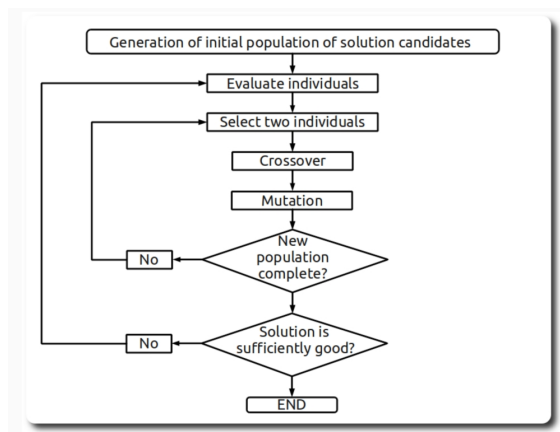 Generation of initial population of solution candidates
Evaluate individuals
Select two individuals
Crossover
Mutation
New
population
complete?
No
Solution is
sufficiently good?
No
END